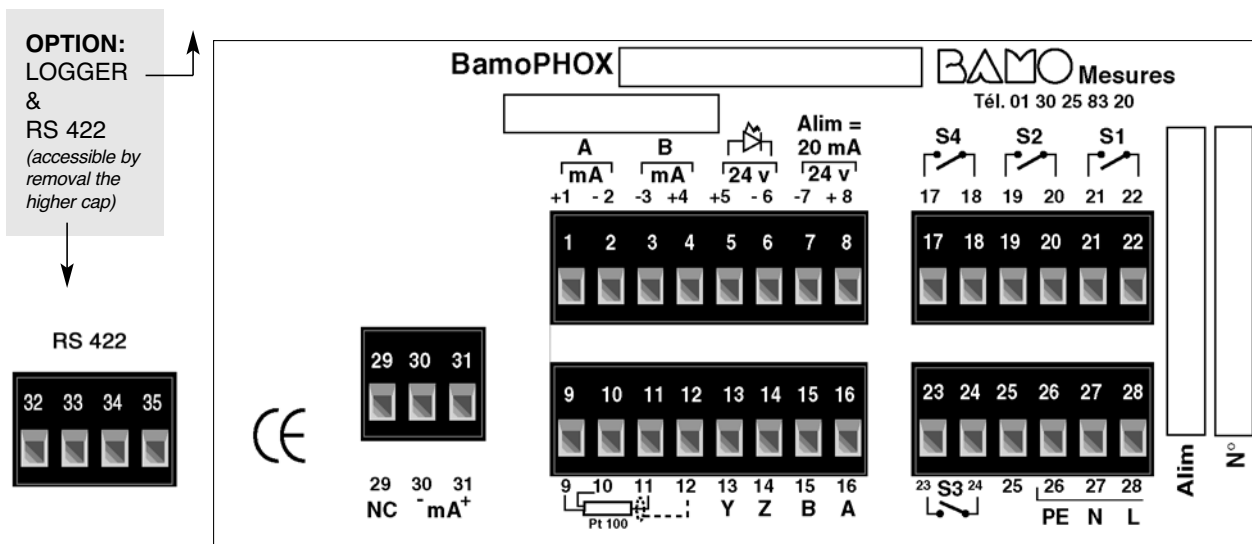 OPTION:
LOGGER
&
RS 422
(accessible by
removal the
higher cap)
RS 422
32 33 34 35
BamoPHOX
BAMO Mesures
Tél. 01 30 25 83 20
A B
mA mA 24 v
Alim =
20 mA
24 v
+1 - 2 -3 +4 +5 - 6 -7 + 8
S4 S2 S1
17 18 19 20 21 22
1 2 3 4 5 6 7 8
17 18 19 20 21 22
29 30 31
9 10 11 12 13 14 15 16
23 24 25 26 27 28
CE
29 30 31
NC - mA +
9 10 11 12 13 14 15 16
Pt 100
Y Z B A
23 S3 24 25 26 27 28
PE N L
Alim
N°